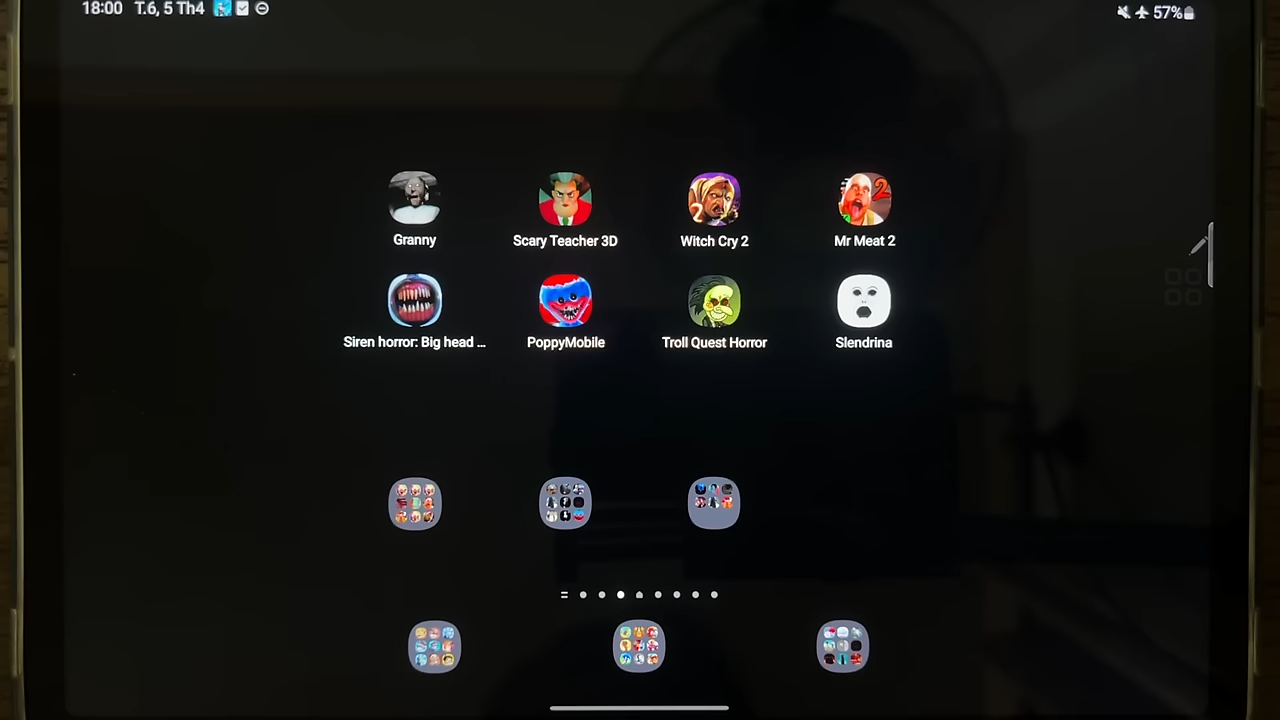 18:00 T.6, 5 Th4
57%
Granny
Scary Teacher 3D
Witch Cry 2
Mr Meat 2
Siren horror: Big head ...
PoppyMobile
Troll Quest Horror
Slendrina